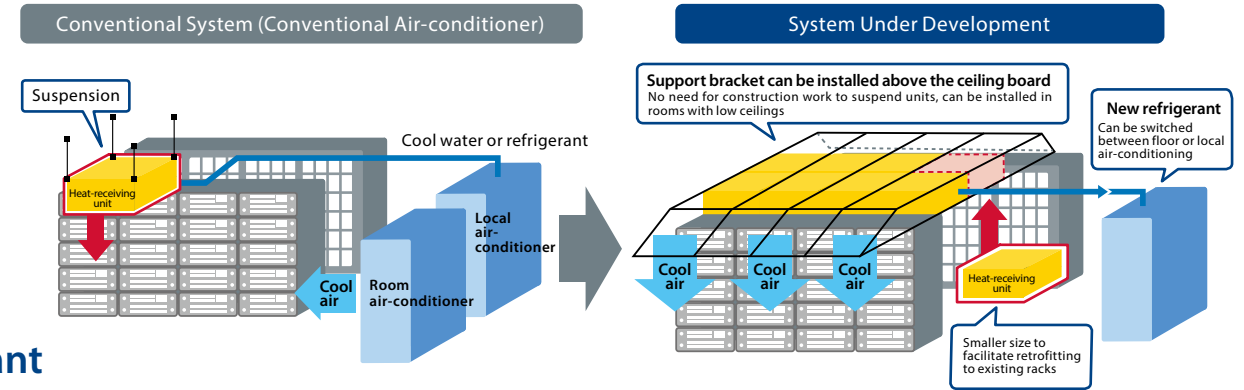 Conventional System (Conventional Air-conditioner)
Suspension
Heat-receiving
unit
Cool water or refrigerant
Local
air-
conditioner
Cool
air
Room
air-conditioner
System Under Development
Support bracket can be installed above the ceiling board
No need for construction work to suspend units, can be installed in
rooms with low ceilings
New refrigerant
Can be switched
between floor or local
air-conditioning
Cool
air
Cool
air
Cool
air
Heat-receiving
unit
Smaller size to
facilitate retrofitting
to existing racks
ant